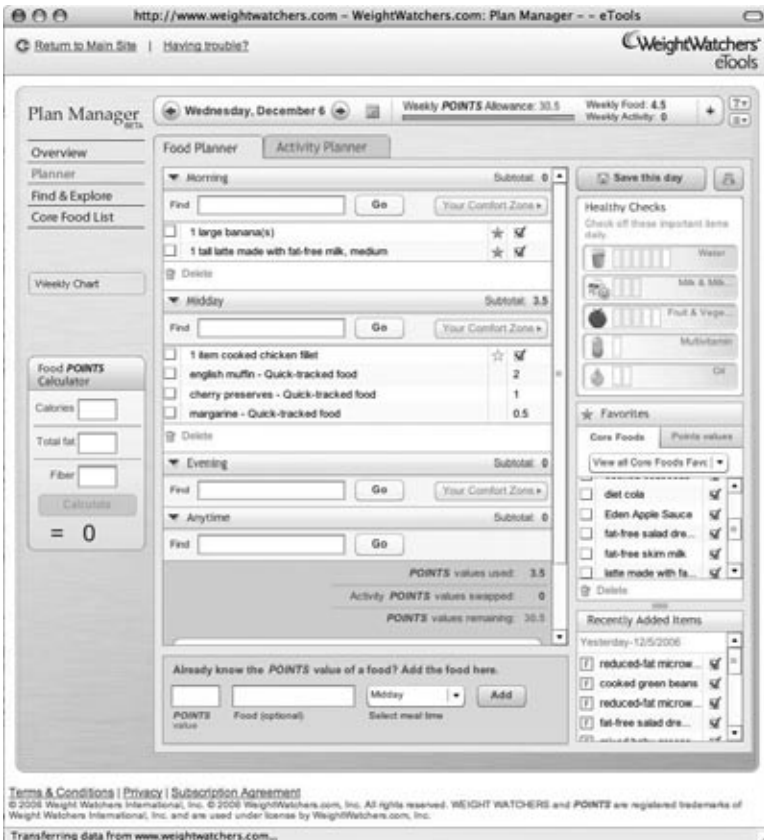 http://www.weightwatchers.com – WeightWatchers.com: Plan Manager – – eTools
Return to Main Site | Having trouble?
WeightWatchers
eTools
Plan Manager
BETA
Wednesday, December 6
Weekly POINTS Allowance: 30.5
Weekly Food: 4.5
Weekly Activity: 0
+
?
Overview
Planner
Find & Explore
Core Food List
Weekly Chart
Food POINTS
Calculator
Calories
Total fat
Fiber
Calculate
= 0
Food Planner
Activity Planner
Morning Subtotal: 0
Find Go Your Comfort Zone
1 large banana(s)
1 tall latte made with fat-free milk, medium
Delete
Midday Subtotal: 3.5
Find Go Your Comfort Zone
1 item cooked chicken fillet
english muffin - Quick-tracked food 2
cherry preserves - Quick-tracked food 1
margarine - Quick-tracked food 0.5
Delete
Evening Subtotal: 0
Find Go Your Comfort Zone
Anytime Subtotal: 0
Find Go
POINTS values used: 3.5
Activity POINTS values swapped: 0
POINTS values remaining: 30.5
Already know the POINTS value of a food? Add the food here.
Midday Add
POINTS value Food (optional) Select meal time
Save this day
Healthy Checks
Check off these important items
daily.
Water
Milk & Milk...
Fruit & Vege...
Multivitamin
Oil
Favorites
Core Foods Points values
View all Core Foods Favo
diet cola
Eden Apple Sauce
fat-free salad dre...
fat-free skim milk
latte made with fa...
Delete
Recently Added Items
Yesterday-12/5/2006
reduced-fat microw...
cooked green beans
reduced-fat microw...
fat-free salad dre...
Terms & Conditions | Privacy | Subscription Agreement
© 2006 Weight Watchers International, Inc. © 2006 WeightWatchers.com, Inc. All rights reserved. WEIGHT WATCHERS and POINTS are registered trademarks of
Weight Watchers International, Inc. and are used under license by WeightWatchers.com, Inc.
Transferring data from www.weightwatchers.com...